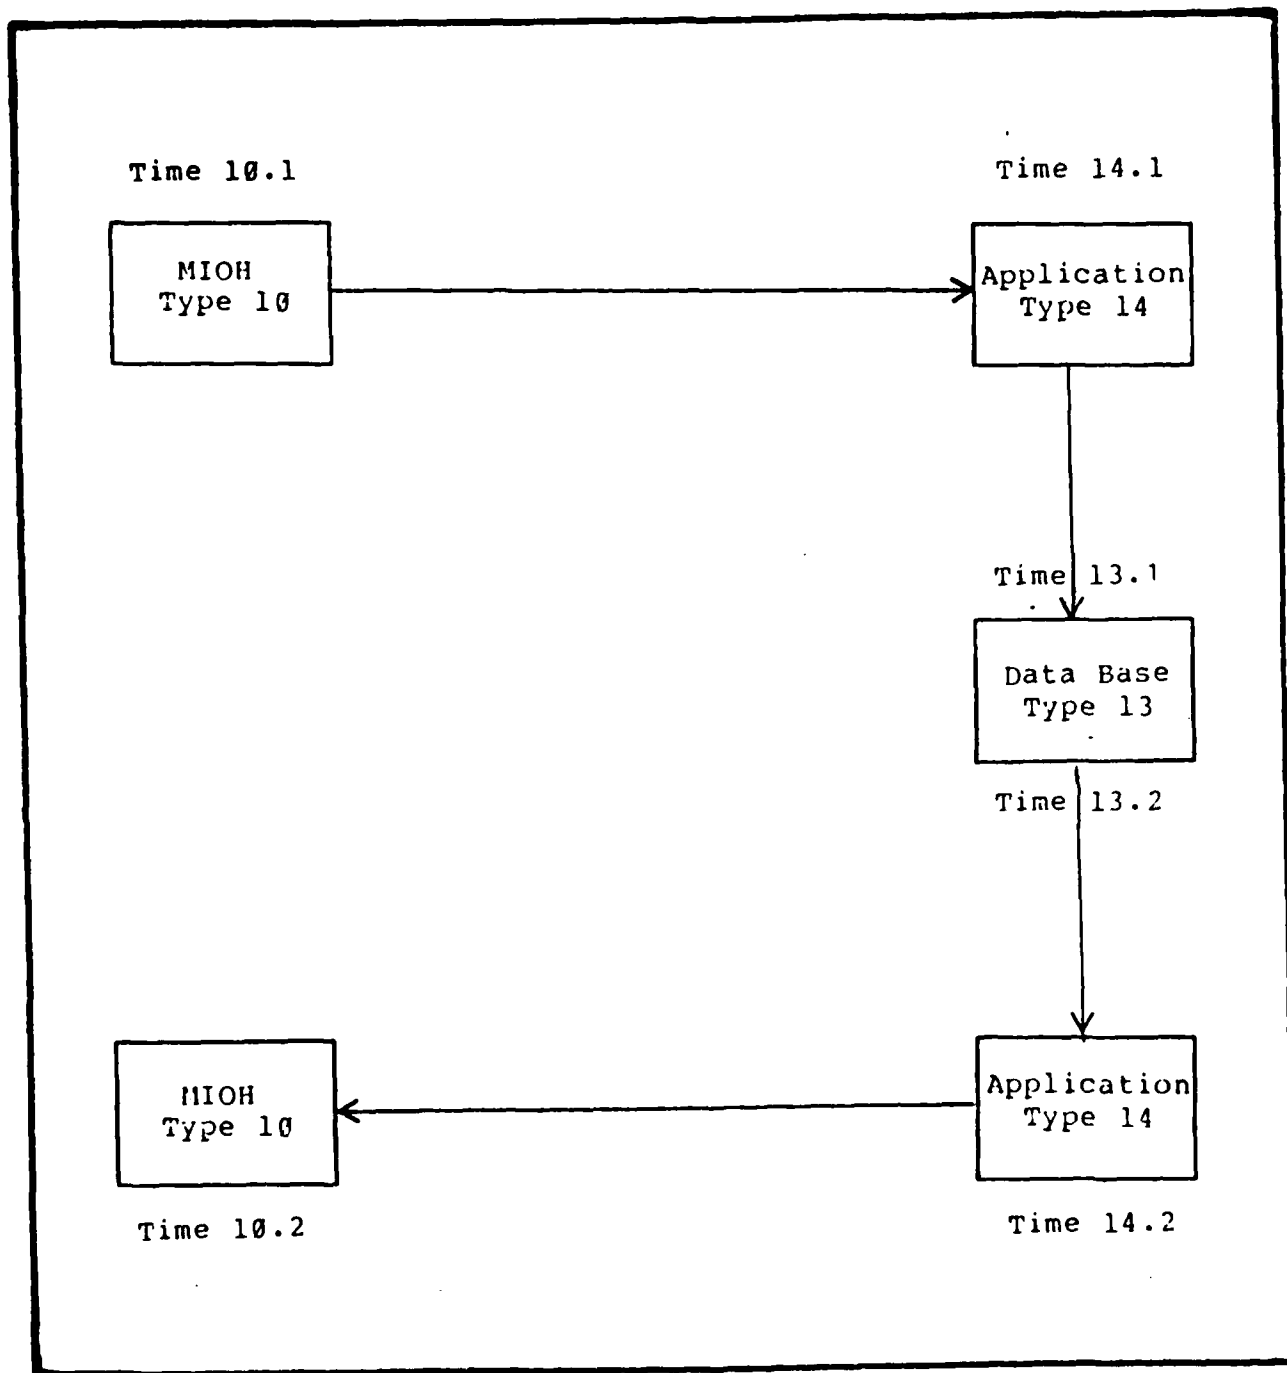 Time 10.1
Time 14.1
MIOH
Type 10
Application
Type 14
Time 13.1
Data Base
Type 13
Time 13.2
MIOH
Type 10
Application
Type 14
Time 10.2
Time 14.2